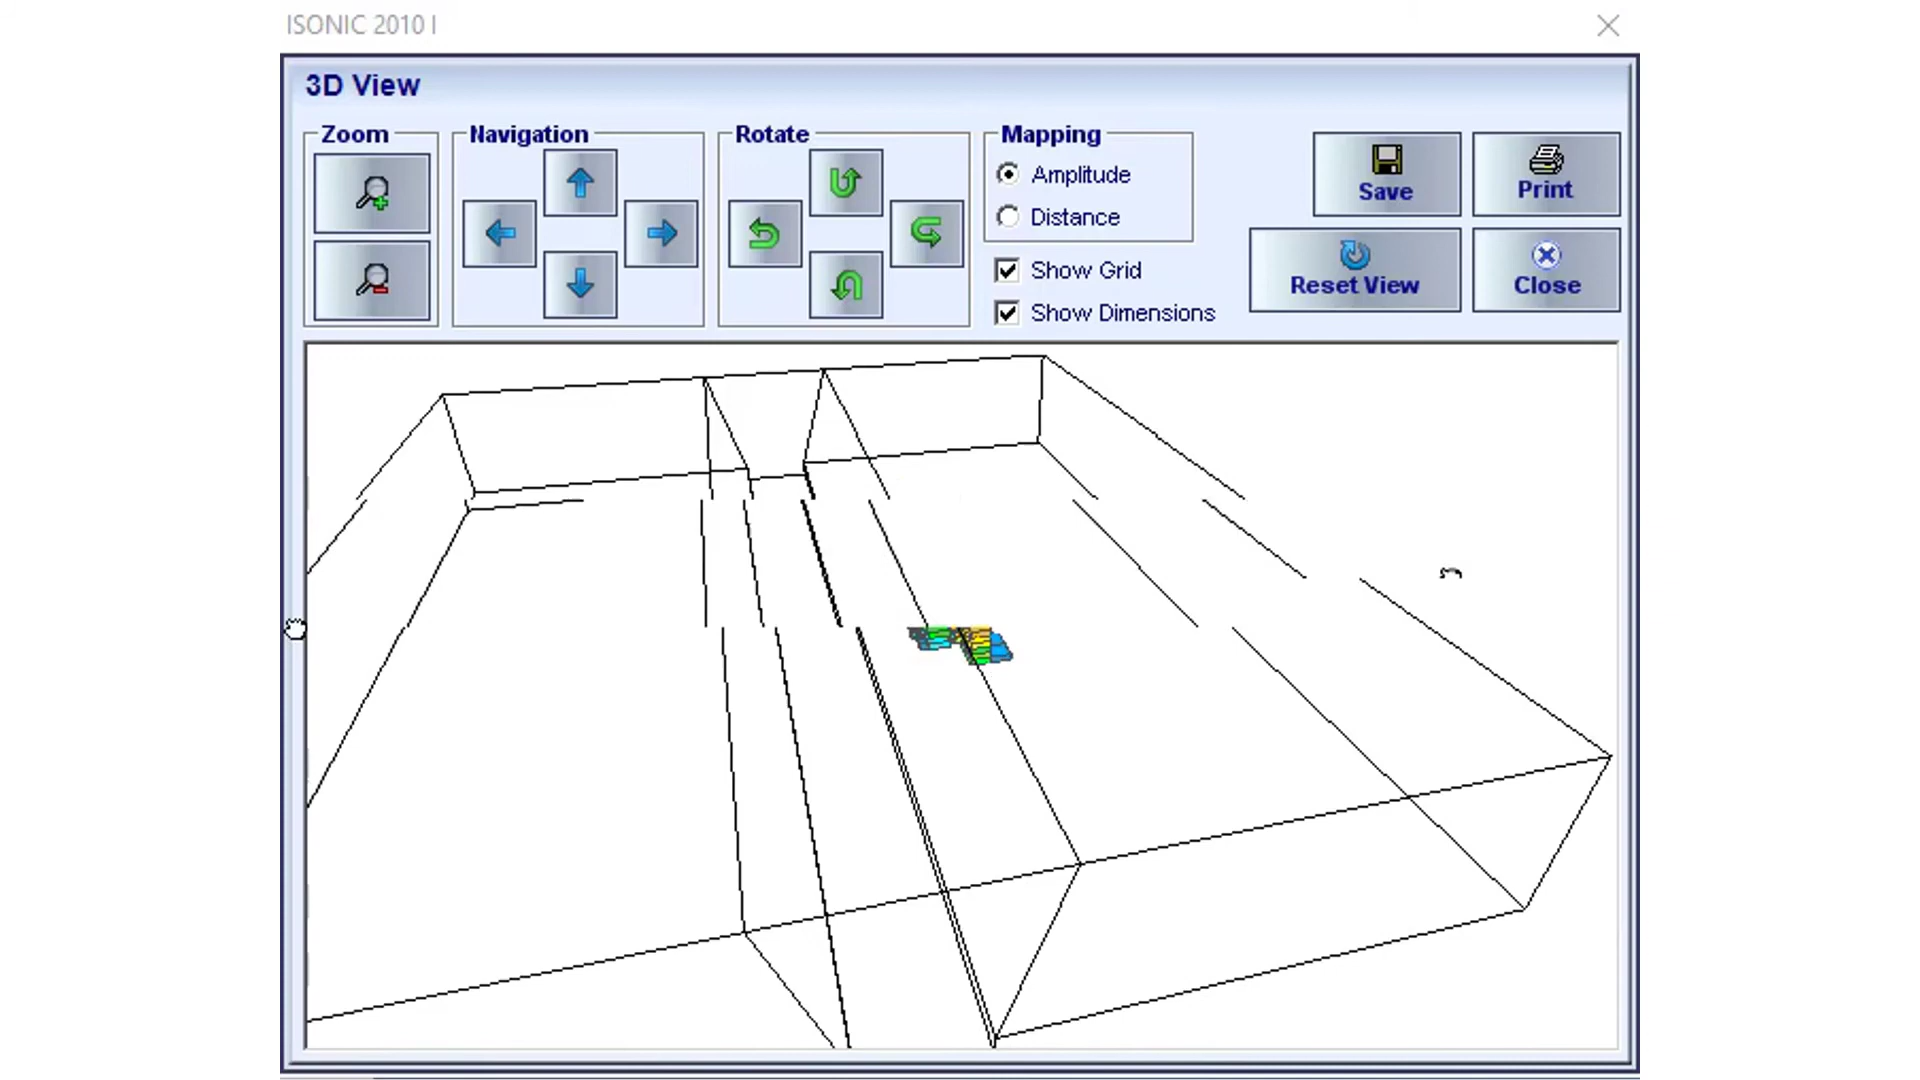 ISONIC 2010 I
3D View
Zoom
Navigation
Rotate
Mapping
Amplitude
Distance
Show Grid
Show Dimensions
Save
Print
Reset View
Close